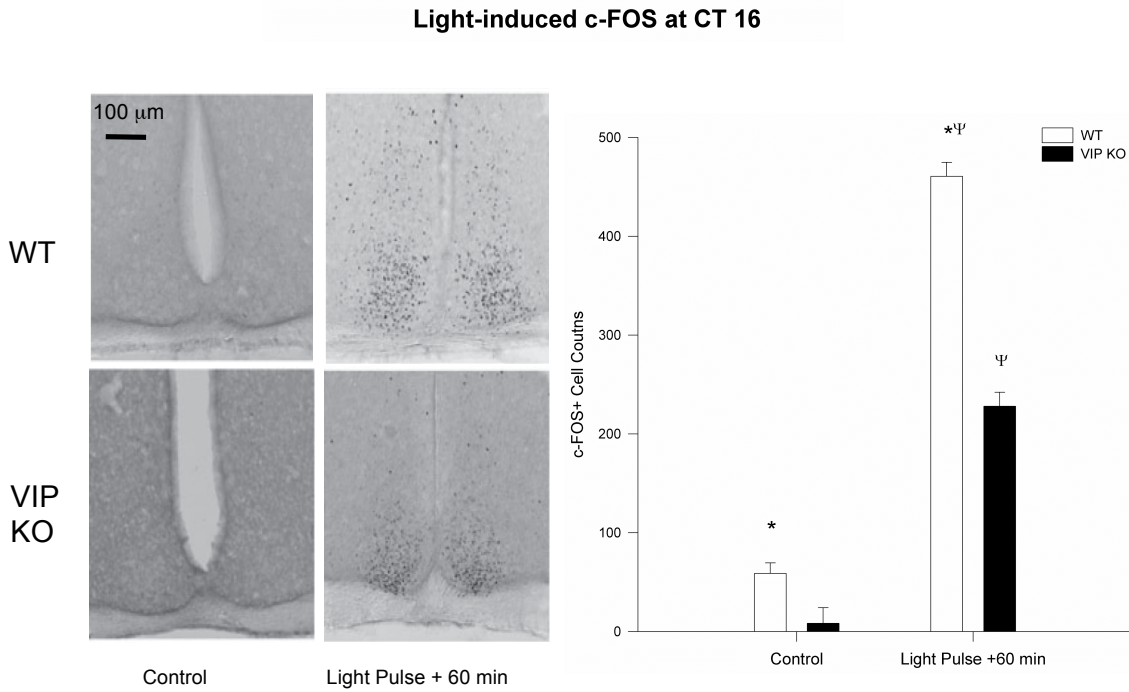 Light-induced c-FOS at CT 16
100 μm
WT
VIP
KO
Control
Light Pulse + 60 min
c-FOS+ Cell Coutns
500
400
300
200
100
0
*
*Ψ
Ψ
WT
VIP KO
Control
Light Pulse +60 min